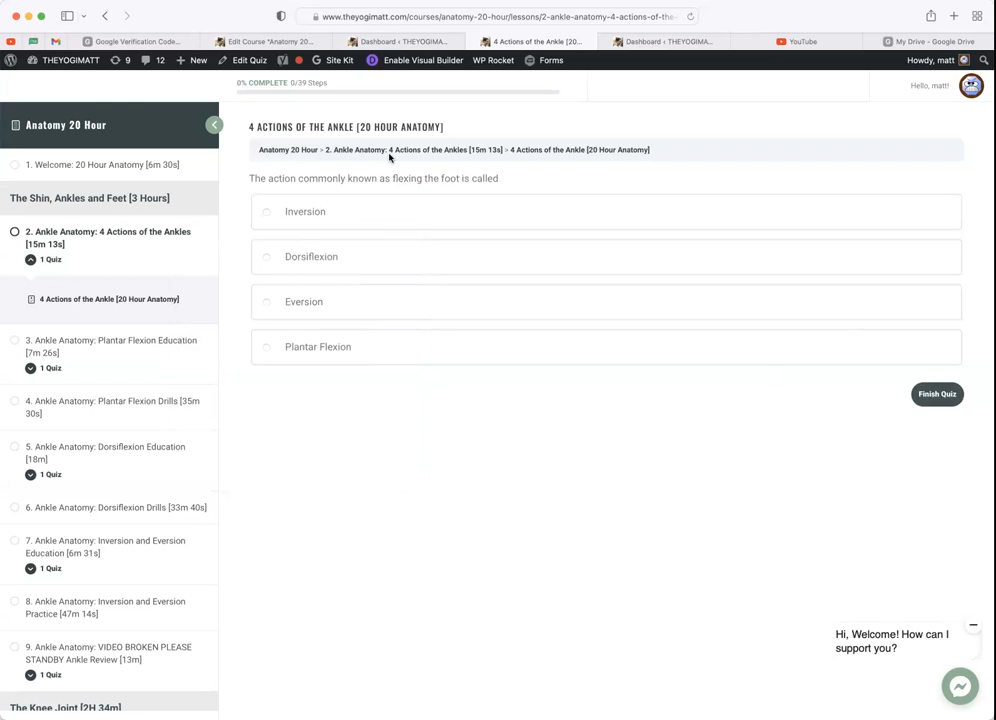 www.theyogimatt.com/courses/anatomy-20-hour/lessons/2-ankle-anatomy-4-actions-of-the-
Google Verification Code...
Edit Course "Anatomy 20...
Dashboard ‹ THEYOGIMA...
4 Actions of the Ankle [20...
Dashboard ‹ THEYOGIMA...
YouTube
My Drive - Google Drive
THEYOGIMATT
9
12
New
Edit Quiz
G Site Kit
Enable Visual Builder
WP Rocket
Forms
Howdy, matt
0% COMPLETE 0/39 Steps
Hello, matt!
Anatomy 20 Hour
1. Welcome: 20 Hour Anatomy [6m 30s]
The Shin, Ankles and Feet [3 Hours]
2. Ankle Anatomy: 4 Actions of the Ankles
[15m 13s]
1 Quiz
4 Actions of the Ankle [20 Hour Anatomy]
3. Ankle Anatomy: Plantar Flexion Education
[7m 26s]
1 Quiz
4. Ankle Anatomy: Plantar Flexion Drills [35m
30s]
5. Ankle Anatomy: Dorsiflexion Education
[18m]
1 Quiz
6. Ankle Anatomy: Dorsiflexion Drills [33m 40s]
7. Ankle Anatomy: Inversion and Eversion
Education [6m 31s]
1 Quiz
8. Ankle Anatomy: Inversion and Eversion
Practice [47m 14s]
9. Ankle Anatomy: VIDEO BROKEN PLEASE
STANDBY Ankle Review [13m]
1 Quiz
The Knee Joint [2H 34m]
4 ACTIONS OF THE ANKLE [20 HOUR ANATOMY]
Anatomy 20 Hour > 2. Ankle Anatomy: 4 Actions of the Ankles [15m 13s] > 4 Actions of the Ankle [20 Hour Anatomy]
The action commonly known as flexing the foot is called
Inversion
Dorsiflexion
Eversion
Plantar Flexion
Finish Quiz
Hi, Welcome! How can I
support you?